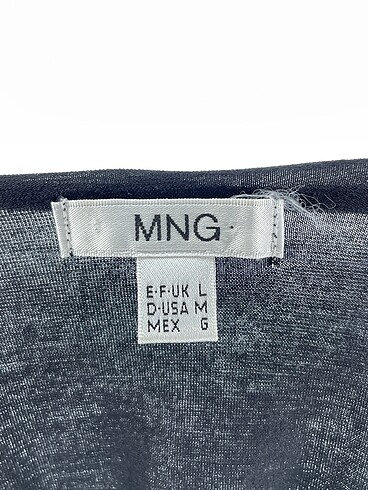 MNG
E·F·UK L
D·USA M
MEX G